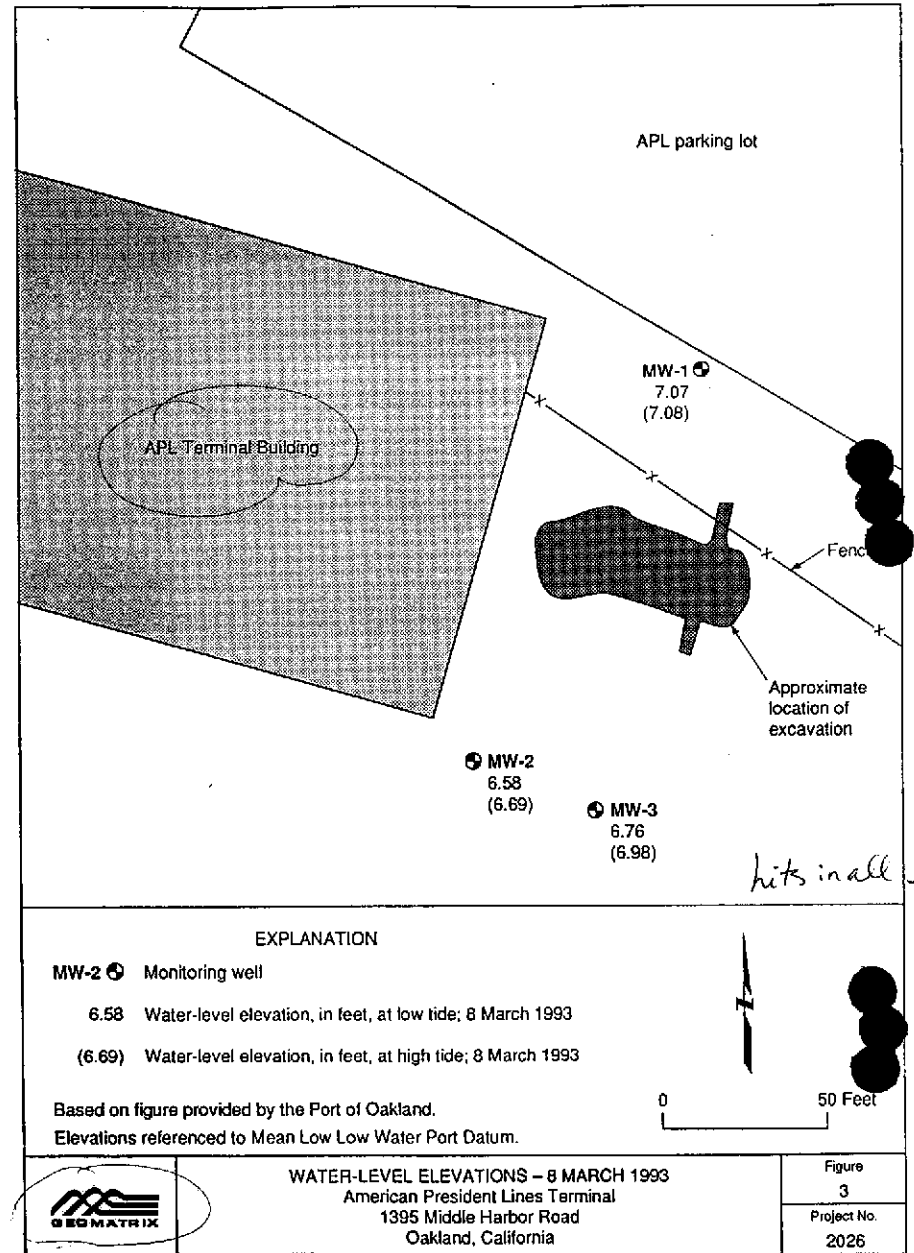 APL parking lot
MW-1
7.07
(7.08)
APL Terminal Building
Approximate
location of
excavation
MW-2
6.58
(6.69)
MW-3
6.76
(6.98)
hits in all
EXPLANATION
MW-2 Monitoring well
6.58 Water-level elevation, in feet, at low tide; 8 March 1993
(6.69) Water-level elevation, in feet, at high tide; 8 March 1993
Z
0 50 Feet
Based on figure provided by the Port of Oakland.
Elevations referenced to Mean Low Low Water Port Datum.
GEOMATRIX
WATER-LEVEL ELEVATIONS – 8 MARCH 1993
American President Lines Terminal
1395 Middle Harbor Road
Oakland, California
Figure
3
Project No.
2026